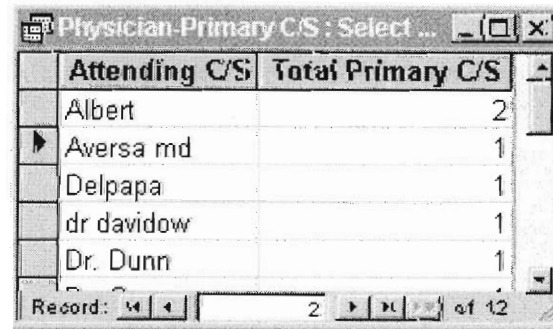 Physician-Primary C/S : Select ...
Attending C/S Total Primary C/S
Albert 2
Aversa md 1
Delpapa 1
dr davidow 1
Dr. Dunn 1
Record: 2 of 12